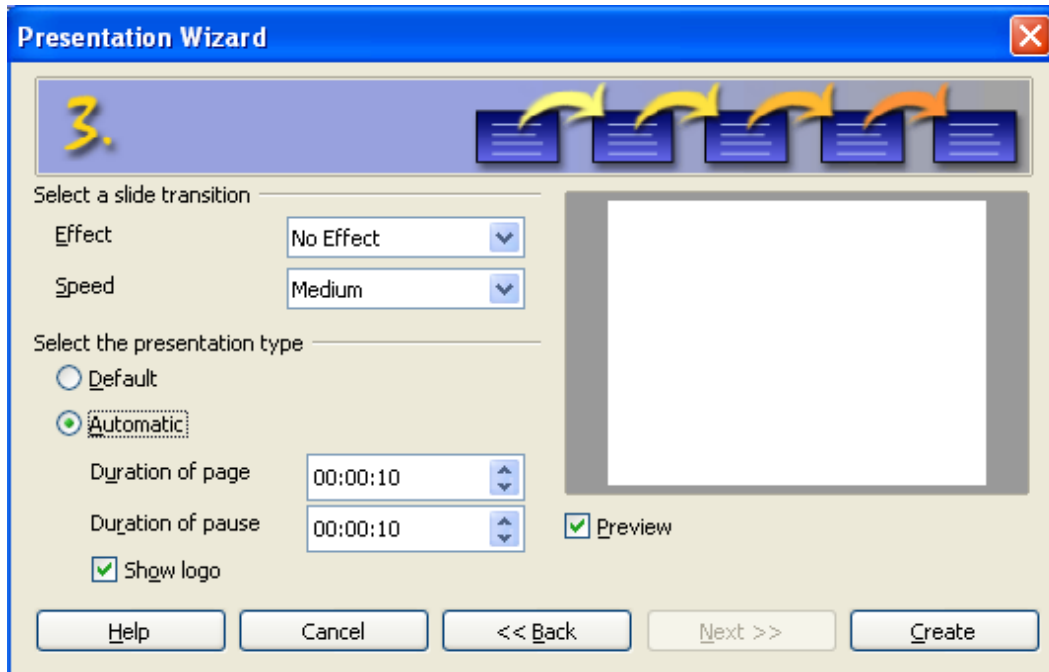 Presentation Wizard
3.
Select a slide transition
Effect No Effect
Speed Medium
Select the presentation type
Default
Automatic
Duration of page 00:00:10
Duration of pause 00:00:10
Preview
Show logo
Help Cancel << Back Next >> Create